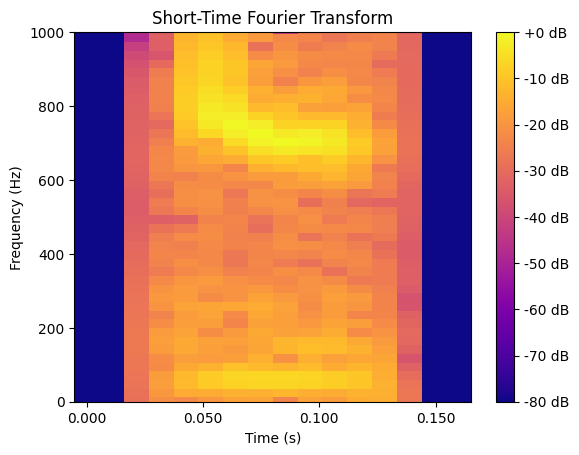 Short-Time Fourier Transform
1000
800
600
400
200
0
Frequency (Hz)
0.000
0.050
0.100
0.150
Time (s)
+0 dB
-10 dB
-20 dB
-30 dB
-40 dB
-50 dB
-60 dB
-70 dB
-80 dB